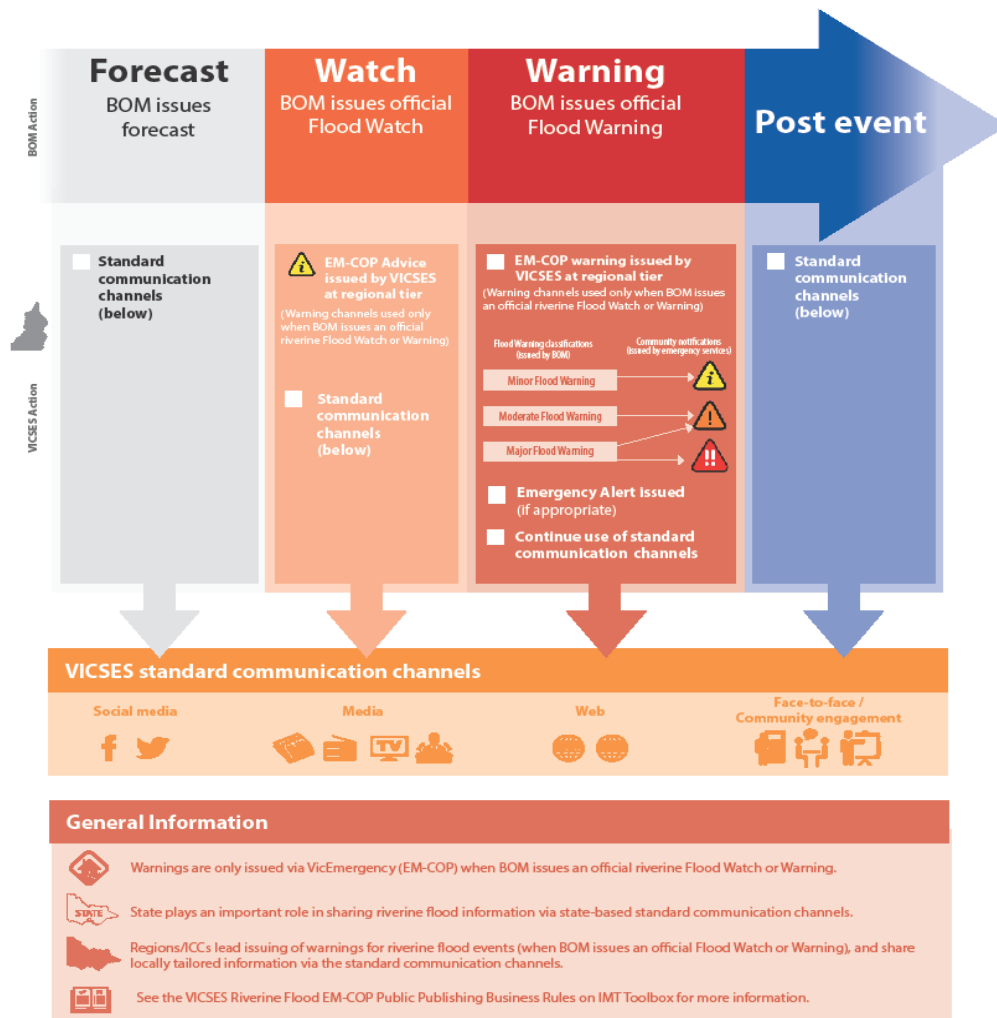 Forecast
BOM issues
forecast
Watch
BOM issues official
Flood Watch
Warning
BOM issues official
Flood Warning
Post event
BOM Action
VICSES Action
Standard
communication
channels
(below)
EM-COP Advice
issued by VICSES
at regional tier
(Warning channels used only
when BOM issues an official
riverine Flood Watch or Warning)
Standard
communication
channels
(below)
EM-COP warning issued by
VICSES at regional tier
(Warning channels used only when BOM issues
an official riverine Flood Watch or Warning)
Flood Warning classifications
(issued by BOM)
Community notifications
(issued by emergency services)
Minor Flood Warning
Moderate Flood Warning
Major Flood Warning
Emergency Alert issued
(if appropriate)
Continue use of standard
communication channels
Standard
communication
channels
(below)
VICSES standard communication channels
Social media
Media
Web
Face-to-face /
Community engagement
TV
General Information
Warnings are only issued via VicEmergency (EM-COP) when BOM issues an official riverine Flood Watch or Warning.
STATE
State plays an important role in sharing riverine flood information via state-based standard communication channels.
Regions/ICCs lead issuing of warnings for riverine flood events (when BOM issues an official Flood Watch or Warning), and share
locally tailored information via the standard communication channels.
See the VICSES Riverine Flood EM-COP Public Publishing Business Rules on IMT Toolbox for more information.